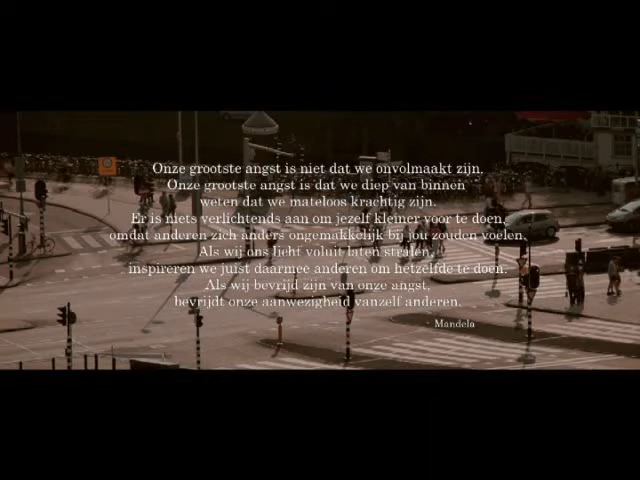 Onze grootste angst is niet dat we onvolmaakt zijn.
Onze grootste angst is dat we diep van binnen
weten dat we mateloos krachtig zijn.
Er is niets verlichtends aan om jezelf kleiner voor te doen,
omdat anderen zich anders ongemakkelijk bij jou zouden voelen.
Als wij ons licht voluit laten stralen,
inspireren we juist daarmee anderen om hetzelfde te doen.
Als wij bevrijd zijn van onze angst,
bevrijdt onze aanwezigheid vanzelf anderen.
- Mandela